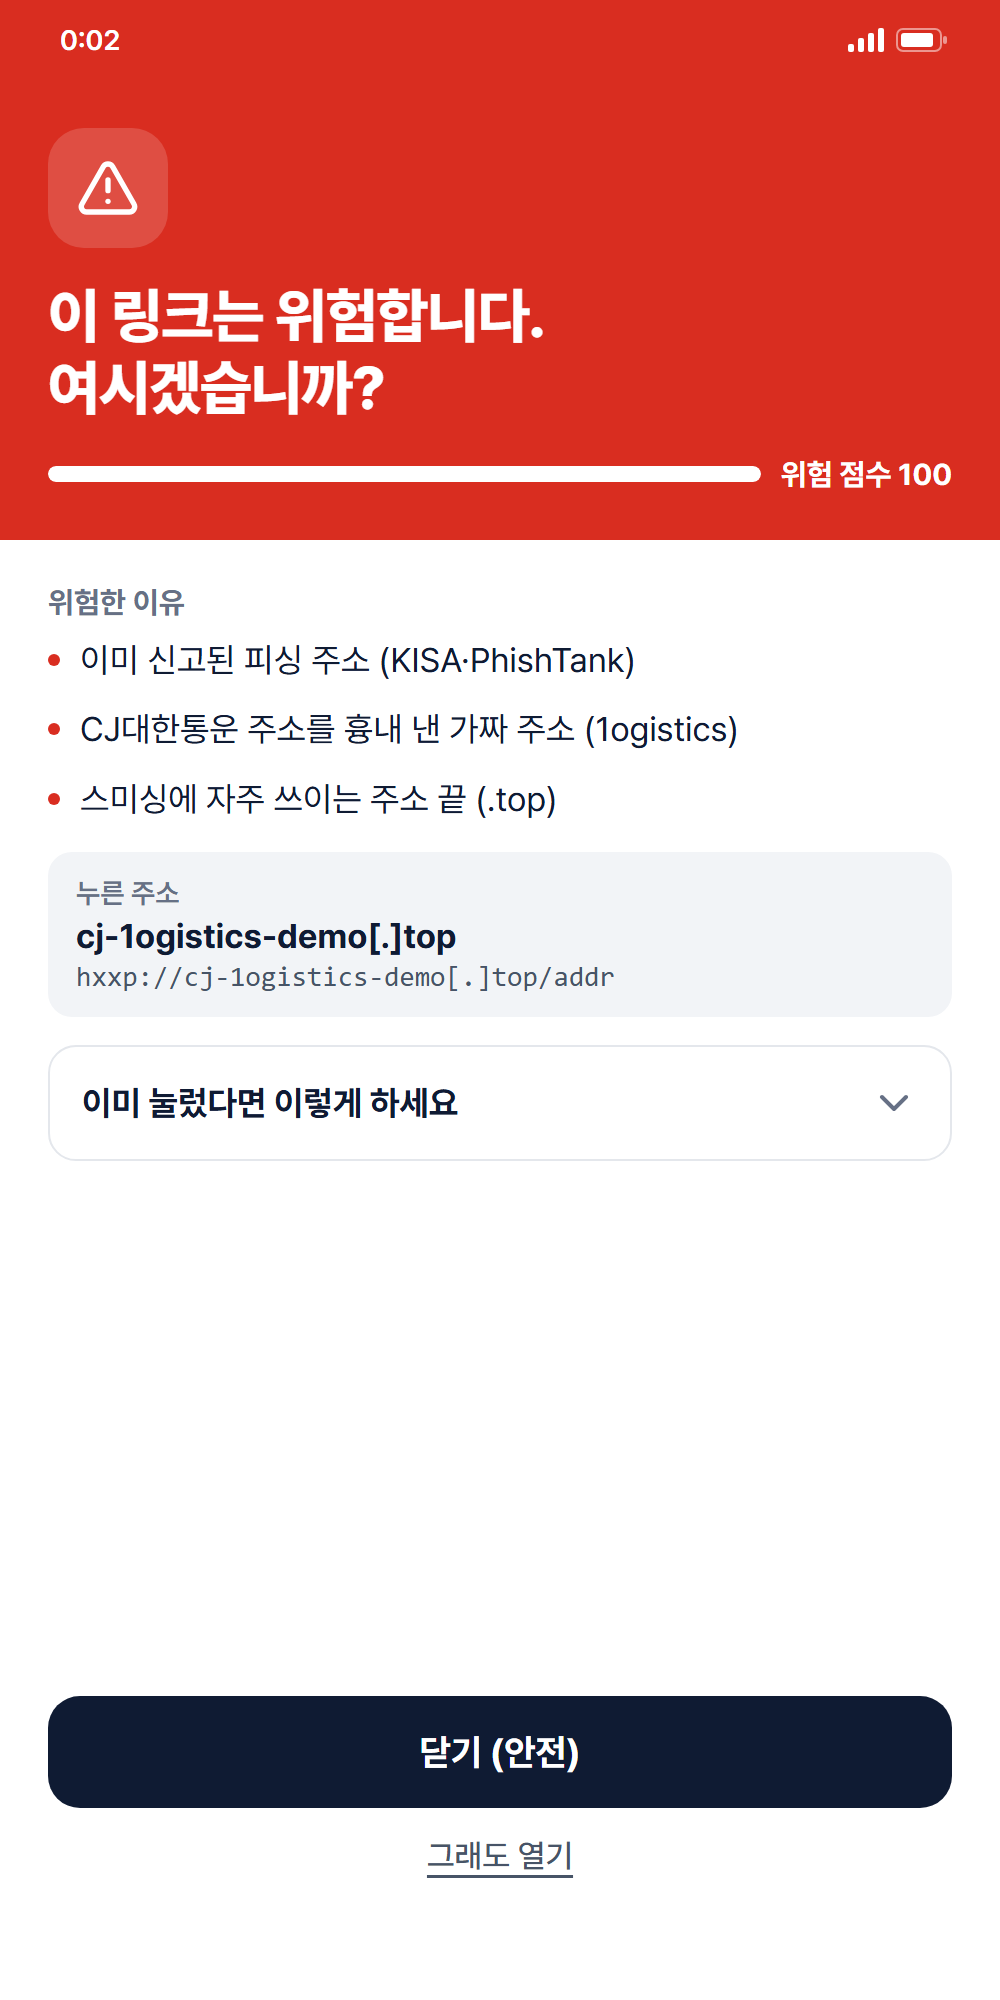 0:02
이 링크는 위험합니다.
여시겠습니까?
위험 점수 100
위험한 이유
이미 신고된 피싱 주소 (KISA·PhishTank)
CJ대한통운 주소를 흉내 낸 가짜 주소 (1ogistics)
스미싱에 자주 쓰이는 주소 끝 (.top)
누른 주소
cj-1ogistics-demo[.]top
hxxp://cj-1ogistics-demo[.]top/addr
이미 눌렀다면 이렇게 하세요
닫기 (안전)
그래도 열기